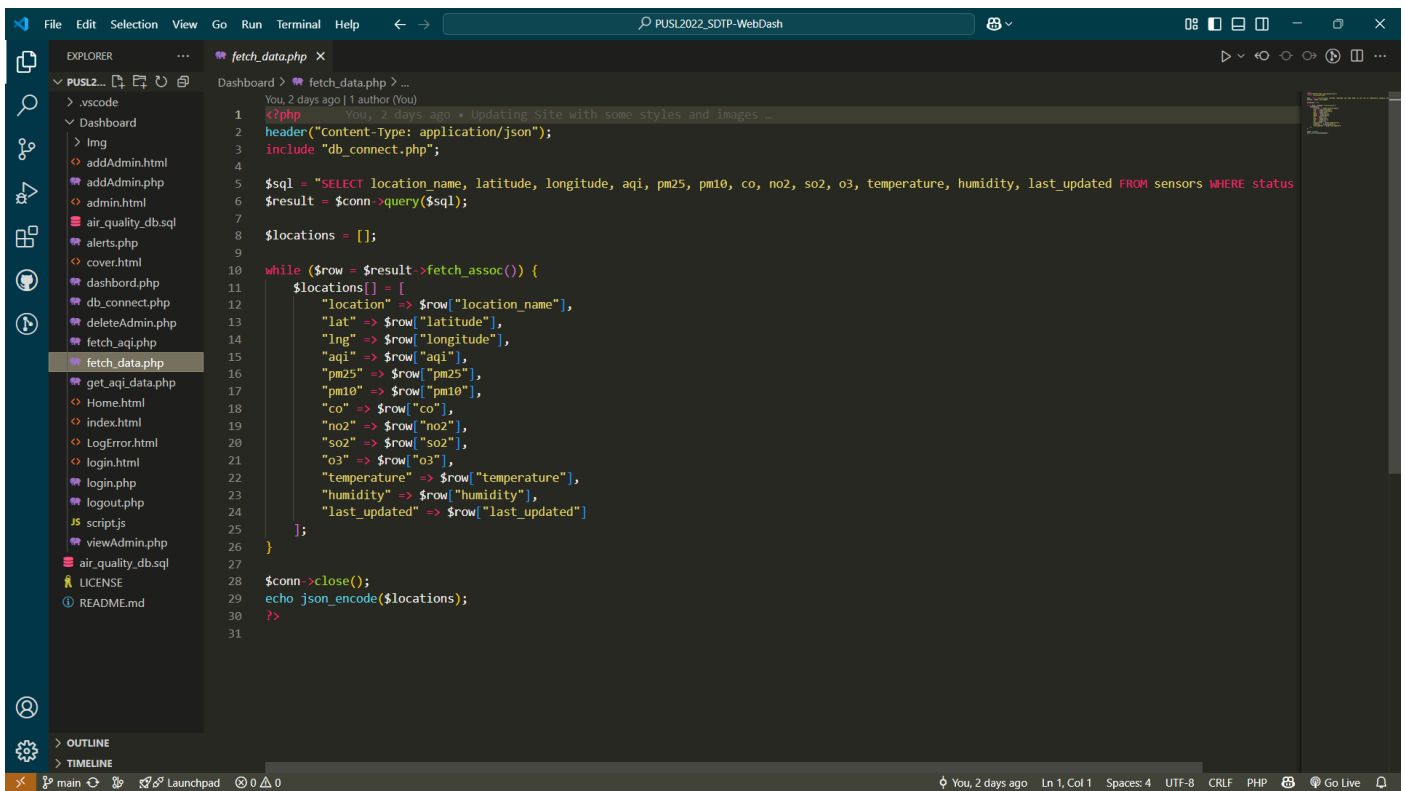 File Edit Selection View Go Run Terminal Help PUSL2022_SDTP-WebDash
EXPLORER
PUSL2...
.vscode
Dashboard
Img
addAdmin.html
addAdmin.php
admin.html
air_quality_db.sql
alerts.php
cover.html
dashbord.php
db_connect.php
deleteAdmin.php
fetch_aqi.php
fetch_data.php
get_aqi_data.php
Home.html
index.html
LogError.html
login.html
login.php
logout.php
JS script.js
viewAdmin.php
air_quality_db.sql
LICENSE
README.md
OUTLINE
TIMELINE
fetch_data.php
Dashboard > fetch_data.php > ...
You, 2 days ago | 1 author (You)
1 <?php You, 2 days ago • Updating Site with some styles and images …
2 header("Content-Type: application/json");
3 include "db_connect.php";
4
5 $sql = "SELECT location_name, latitude, longitude, aqi, pm25, pm10, co, no2, so2, o3, temperature, humidity, last_updated FROM sensors WHERE status
6 $result = $conn->query($sql);
7
8 $locations = [];
9
10 while ($row = $result->fetch_assoc()) {
11 $locations[] = [
12 "location" => $row["location_name"],
13 "lat" => $row["latitude"],
14 "lng" => $row["longitude"],
15 "aqi" => $row["aqi"],
16 "pm25" => $row["pm25"],
17 "pm10" => $row["pm10"],
18 "co" => $row["co"],
19 "no2" => $row["no2"],
20 "so2" => $row["so2"],
21 "o3" => $row["o3"],
22 "temperature" => $row["temperature"],
23 "humidity" => $row["humidity"],
24 "last_updated" => $row["last_updated"]
25 ];
26 }
27
28 $conn->close();
29 echo json_encode($locations);
30 ?>
31
main Launchpad 0 0 You, 2 days ago Ln 1, Col 1 Spaces: 4 UTF-8 CRLF PHP Go Live